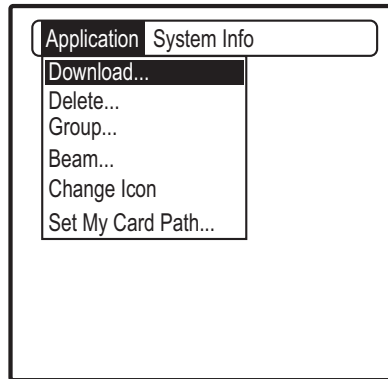 Application System Info
Download...
Delete...
Group...
Beam...
Change Icon
Set My Card Path...